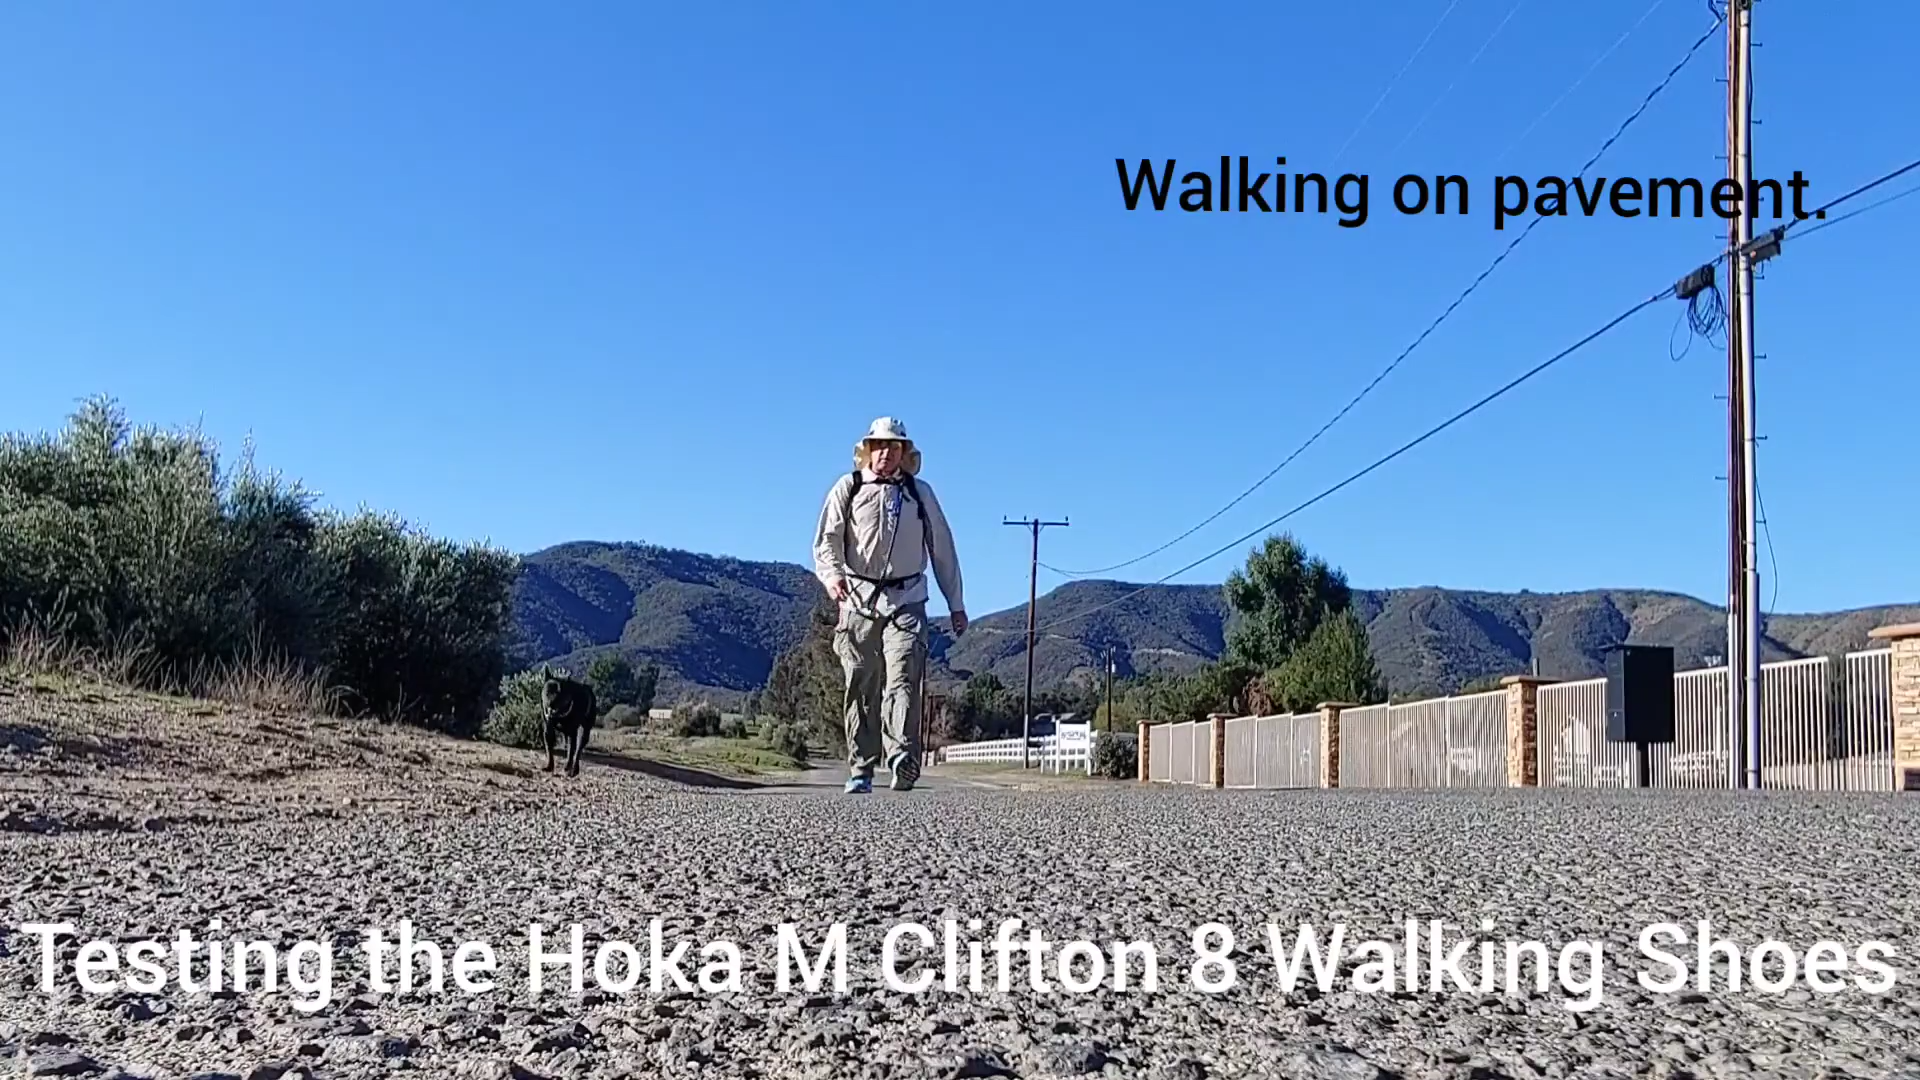 Walking on pavement.
Testing the Hoka M Clifton 8 Walking Shoes